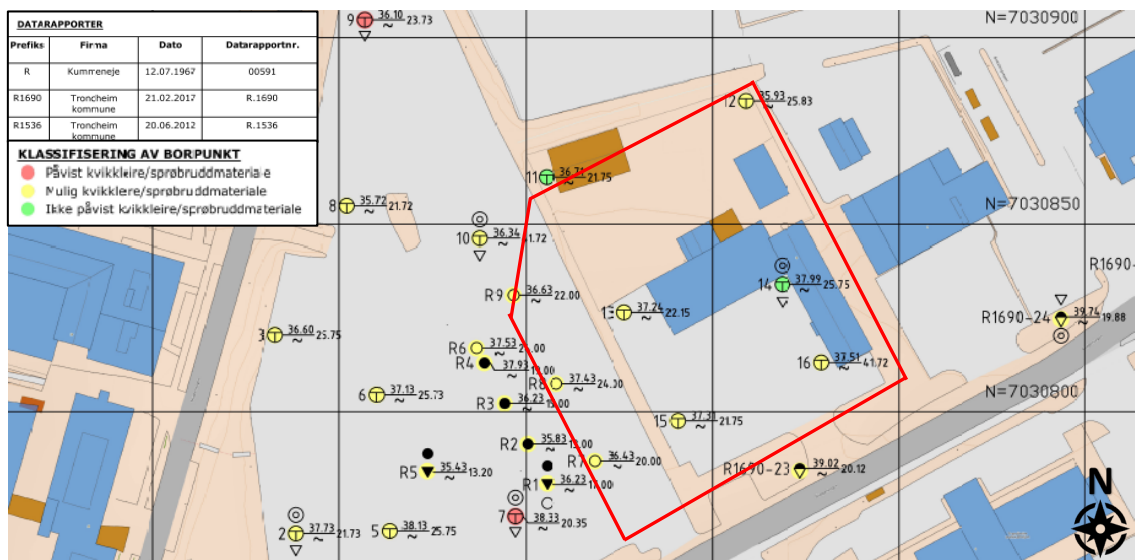 DATARAPPORTER
Prefiks Firma Dato Datarapportnr.
R Kummeneje 12.07.1967 00591
R1690 Trondheim kommune 21.02.2017 R.1690
R1536 Trondheim kommune 20.06.2012 R.1536
KLASSIFISERING AV BORPUNKT
Påvist kvikkleire/sprøbruddmateriale
Mulig kvikkleire/sprøbruddmateriale
Ikke påvist kvikkleire/sprøbruddmateriale
9 36.10 23.73
N=7030900
12 35.93 25.83
11 36.71 21.75
8 35.72 21.72
N=7030850
10 36.34 41.72
14 37.99 25.75
R1690-
R9 36.63 22.00
13 37.24 22.15
R1690-24 39.74 19.88
3 36.60 25.75
R6 37.53
R4 37.93
16 37.51 41.72
R8 37.43
6 37.13 25.73
N=7030800
R3 36.23
15 37.31 21.75
R2 35.83
R7 36.43 20.00
R5 35.43 13.20
R1690-23 39.02 20.12
R1 36.23
C
7 38.33 20.35
N
2 37.73 21.73
5 38.13 25.75